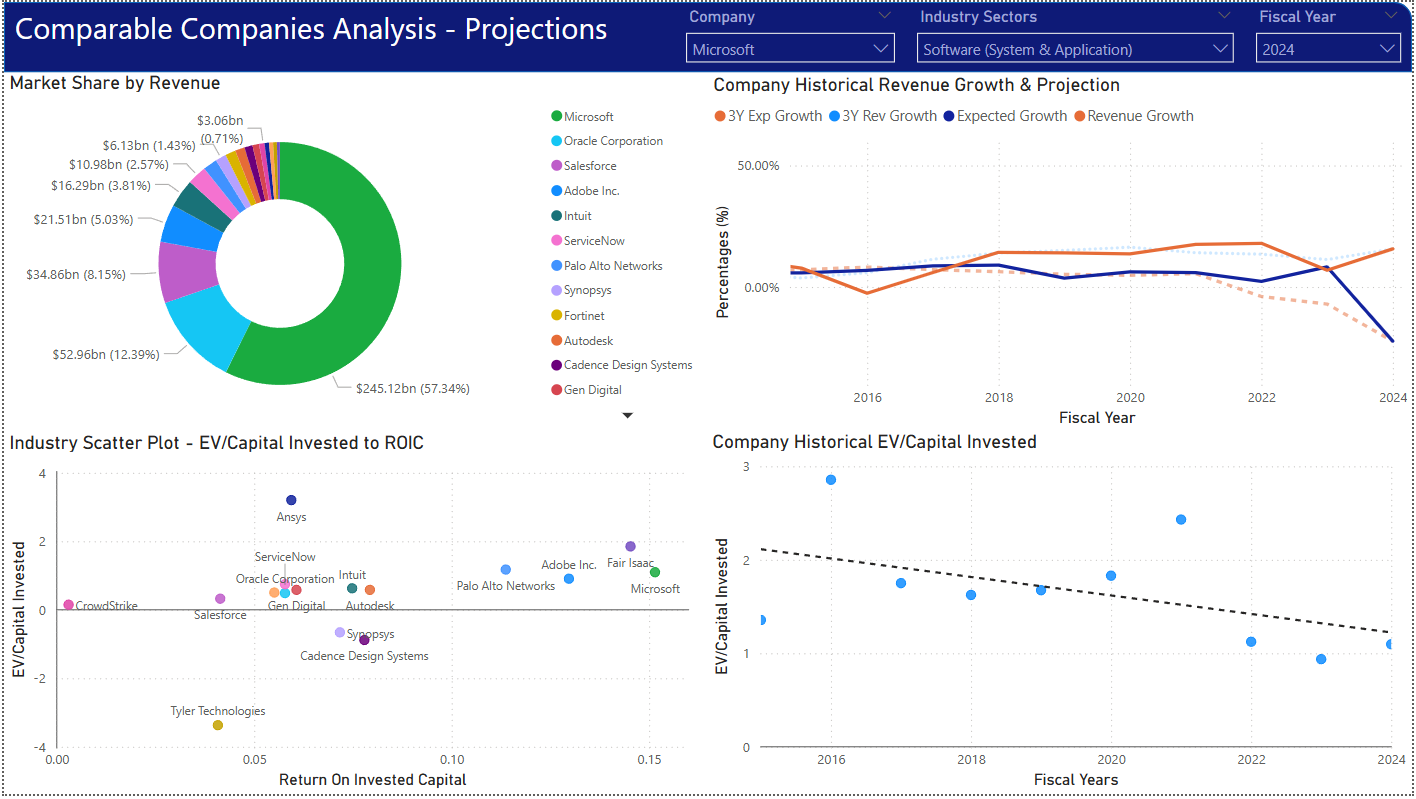 Comparable Companies Analysis - Projections
Company
Microsoft
Industry Sectors
Software (System & Application)
Fiscal Year
2024
Market Share by Revenue
$3.06bn
(0.71%)
$6.13bn (1.43%)
$10.98bn (2.57%)
$16.29bn (3.81%)
$21.51bn (5.03%)
$34.86bn (8.15%)
$52.96bn (12.39%)
$245.12bn (57.34%)
Microsoft
Oracle Corporation
Salesforce
Adobe Inc.
Intuit
ServiceNow
Palo Alto Networks
Synopsys
Fortinet
Autodesk
Cadence Design Systems
Gen Digital
Company Historical Revenue Growth & Projection
3Y Exp Growth
3Y Rev Growth
Expected Growth
Revenue Growth
Percentages (%)
50.00%
0.00%
2016
2018
2020
2022
2024
Fiscal Year
Industry Scatter Plot - EV/Capital Invested to ROIC
EV/Capital Invested
4
2
0
-2
-4
Ansys
ServiceNow
Oracle Corporation
Intuit
Adobe Inc.
Fair Isaac
Palo Alto Networks
Microsoft
CrowdStrike
Salesforce
Gen Digital
Autodesk
Synopsys
Cadence Design Systems
Tyler Technologies
0.00
0.05
0.10
0.15
Return On Invested Capital
Company Historical EV/Capital Invested
EV/Capital Invested
3
2
1
0
2016
2018
2020
2022
2024
Fiscal Years